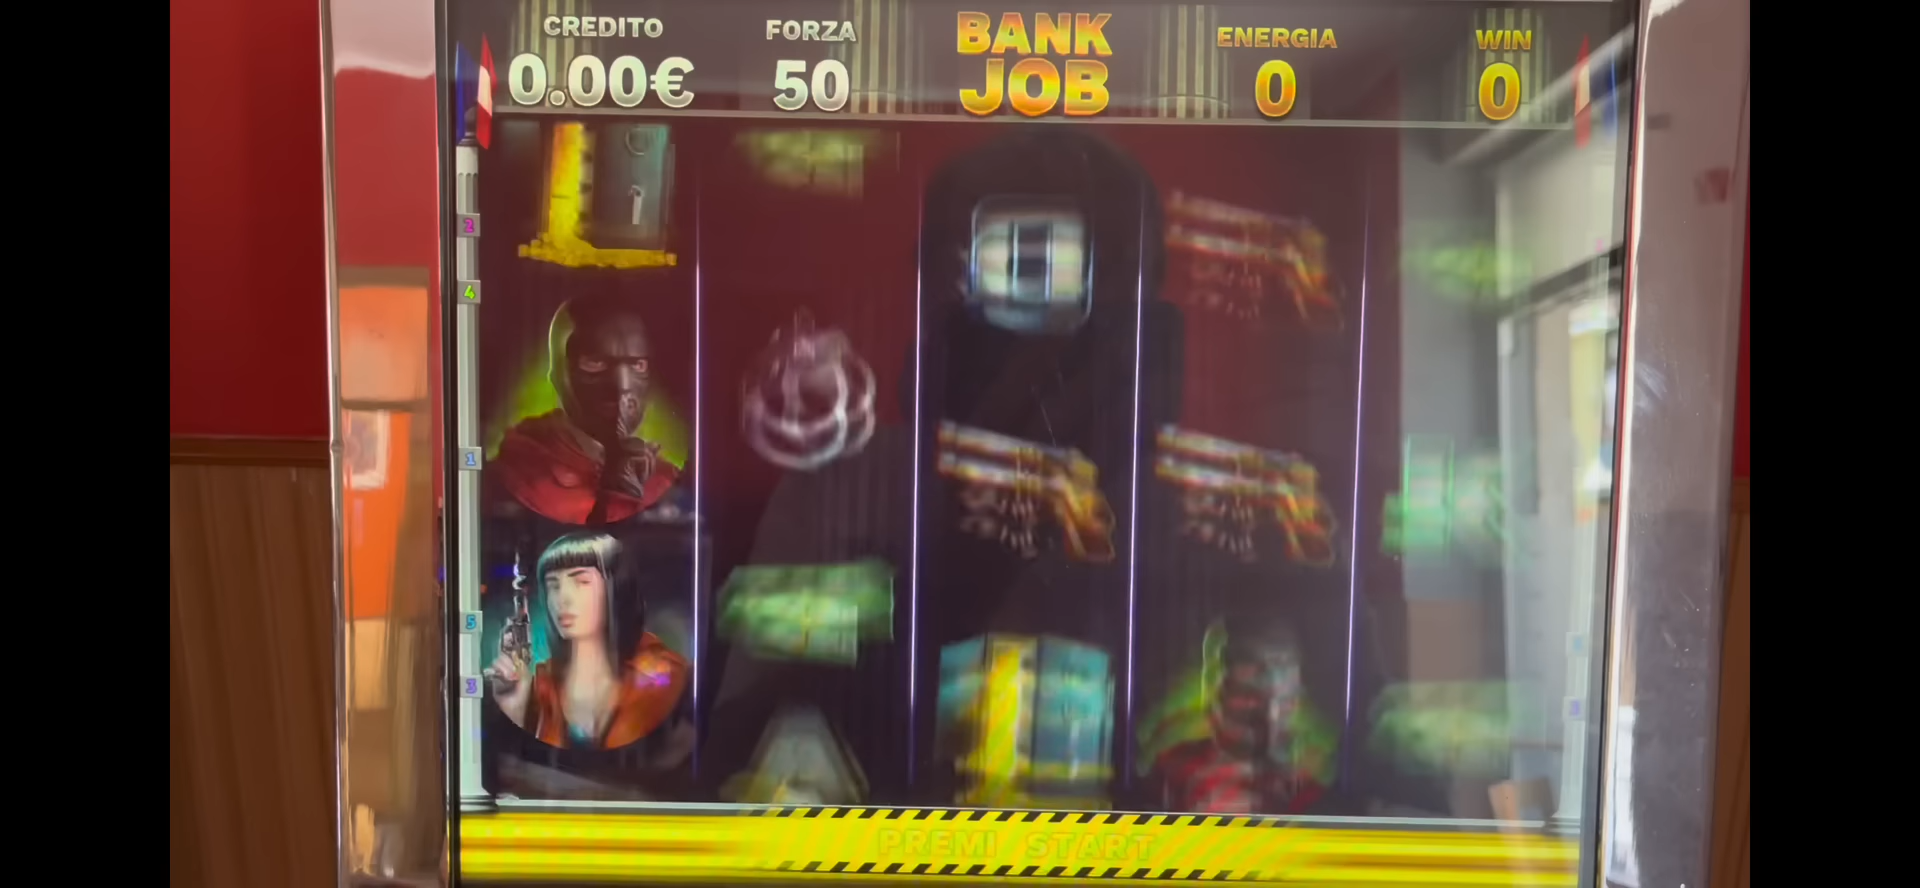 CREDITO
0.00€
FORZA
50
BANK
JOB
ENERGIA
0
WIN
0
2
4
1
5
3
PREMI START